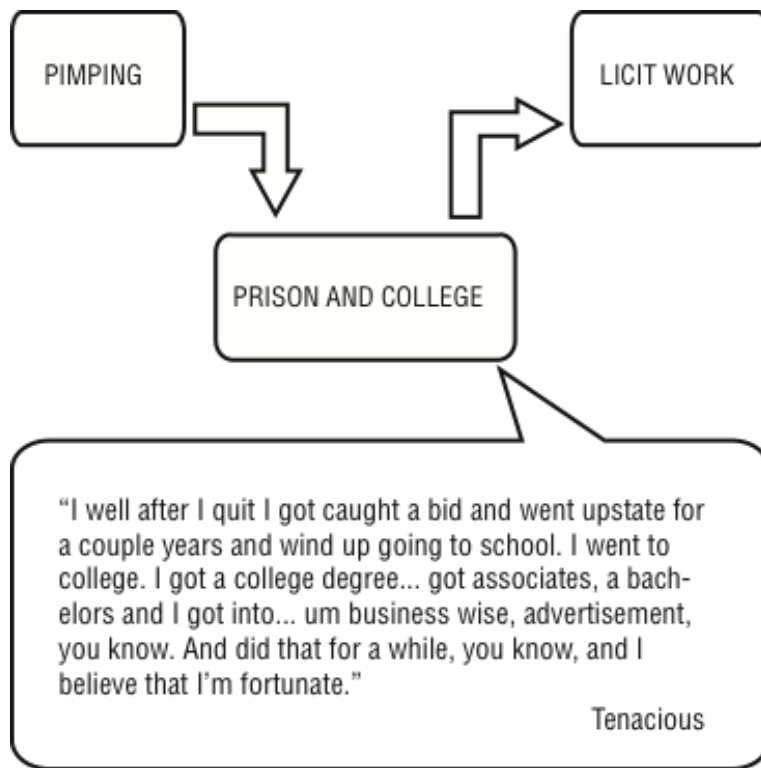 PIMPING
LICIT WORK
PRISON AND COLLEGE
“I well after I quit I got caught a bid and went upstate for
a couple years and wind up going to school. I went to
college. I got a college degree... got associates, a bach-
elors and I got into... um business wise, advertisement,
you know. And did that for a while, you know, and I
believe that I’m fortunate.”
Tenacious